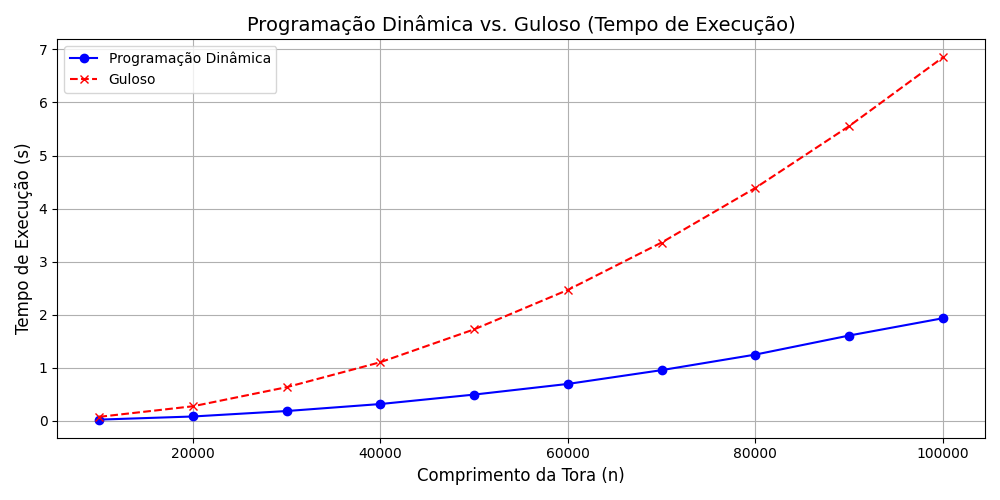 Programação Dinâmica vs. Guloso (Tempo de Execução)
Programação Dinâmica
Guloso
Tempo de Execução (s)
7
6
5
4
3
2
1
0
20000
40000
60000
80000
100000
Comprimento da Tora (n)